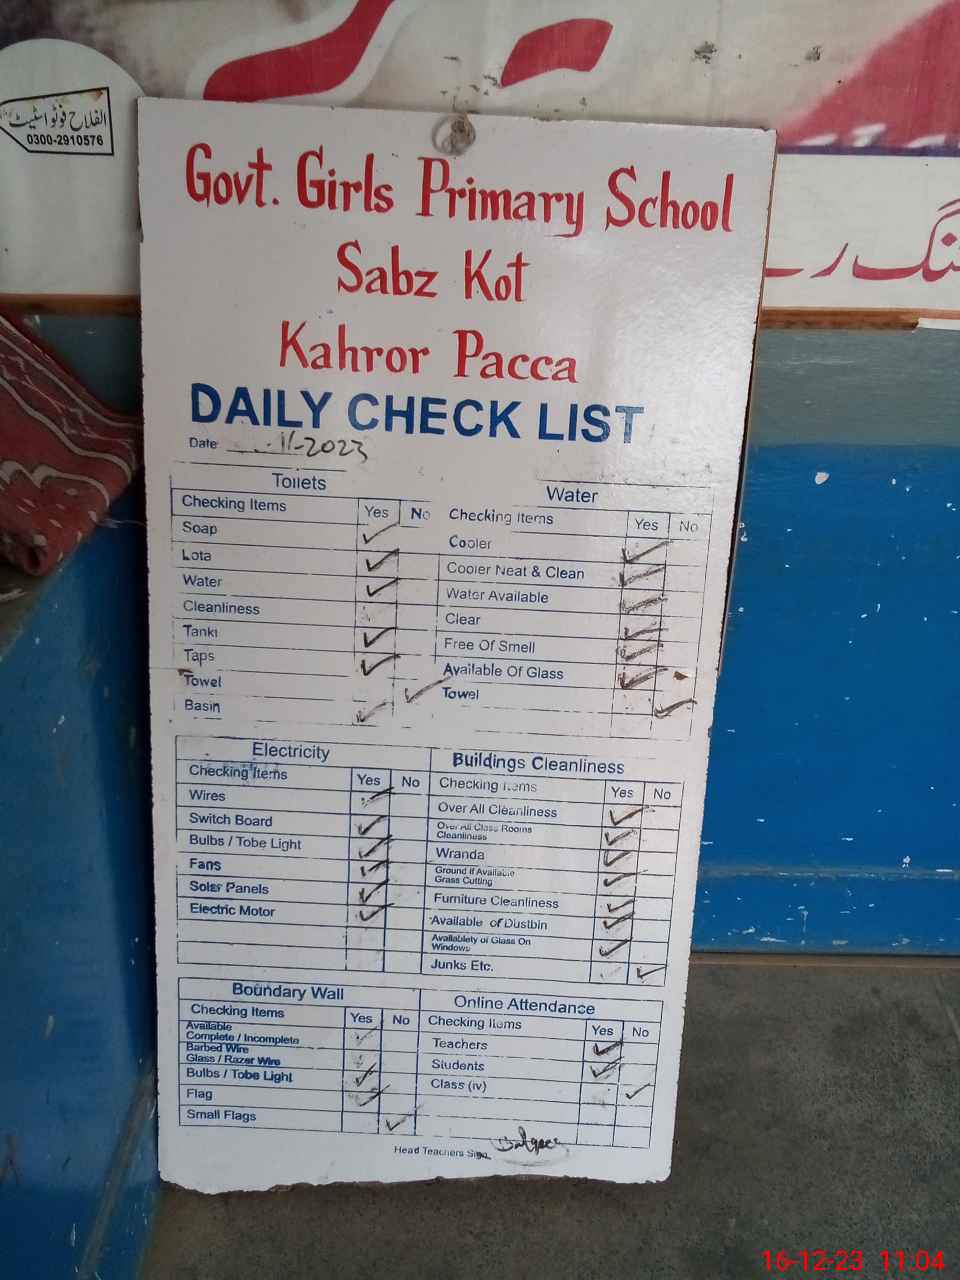 الفلاح فوٹو اسٹیٹ
0300-2910576
Govt. Girls Primary School
Sabz Kot
Kahror Pacca
DAILY CHECK LIST
Date 11-2023
Toilets
Checking Items Yes No
Soap ✓
Lota ✓
Water ✓
Cleanliness
Tanki ✓
Taps ✓
Towel ✓
Basin ✓
Water
Checking Items Yes No
Cooler ✓
Cooler Neat & Clean ✓
Water Available ✓
Clear ✓
Free Of Smell ✓
Available Of Glass ✓
Towel ✓
Electricity
Checking Items Yes No
Wires ✓
Switch Board ✓
Bulbs / Tobe Light ✓
Fans ✓
Solar Panels ✓
Electric Motor ✓
Buildings Cleanliness
Checking Items Yes No
Over All Cleanliness ✓
Over All Class Rooms
Cleanliness ✓
Wranda ✓
Ground if Available
Grass Cutting ✓
Furniture Cleanliness ✓
Available of Dustbin ✓
Availablety of Glass On
Windows ✓
Junks Etc. ✓
Boundary Wall
Checking Items Yes No
Available
Complete / Incomplete ✓
Barbed Wire
Glass / Razer Wire
Bulbs / Tobe Light ✓
Flag ✓
Small Flags ✓
Online Attendance
Checking Items Yes No
Teachers ✓
Students ✓
Class (iv) ✓
Head Teachers Sign
16-12-23 11:04